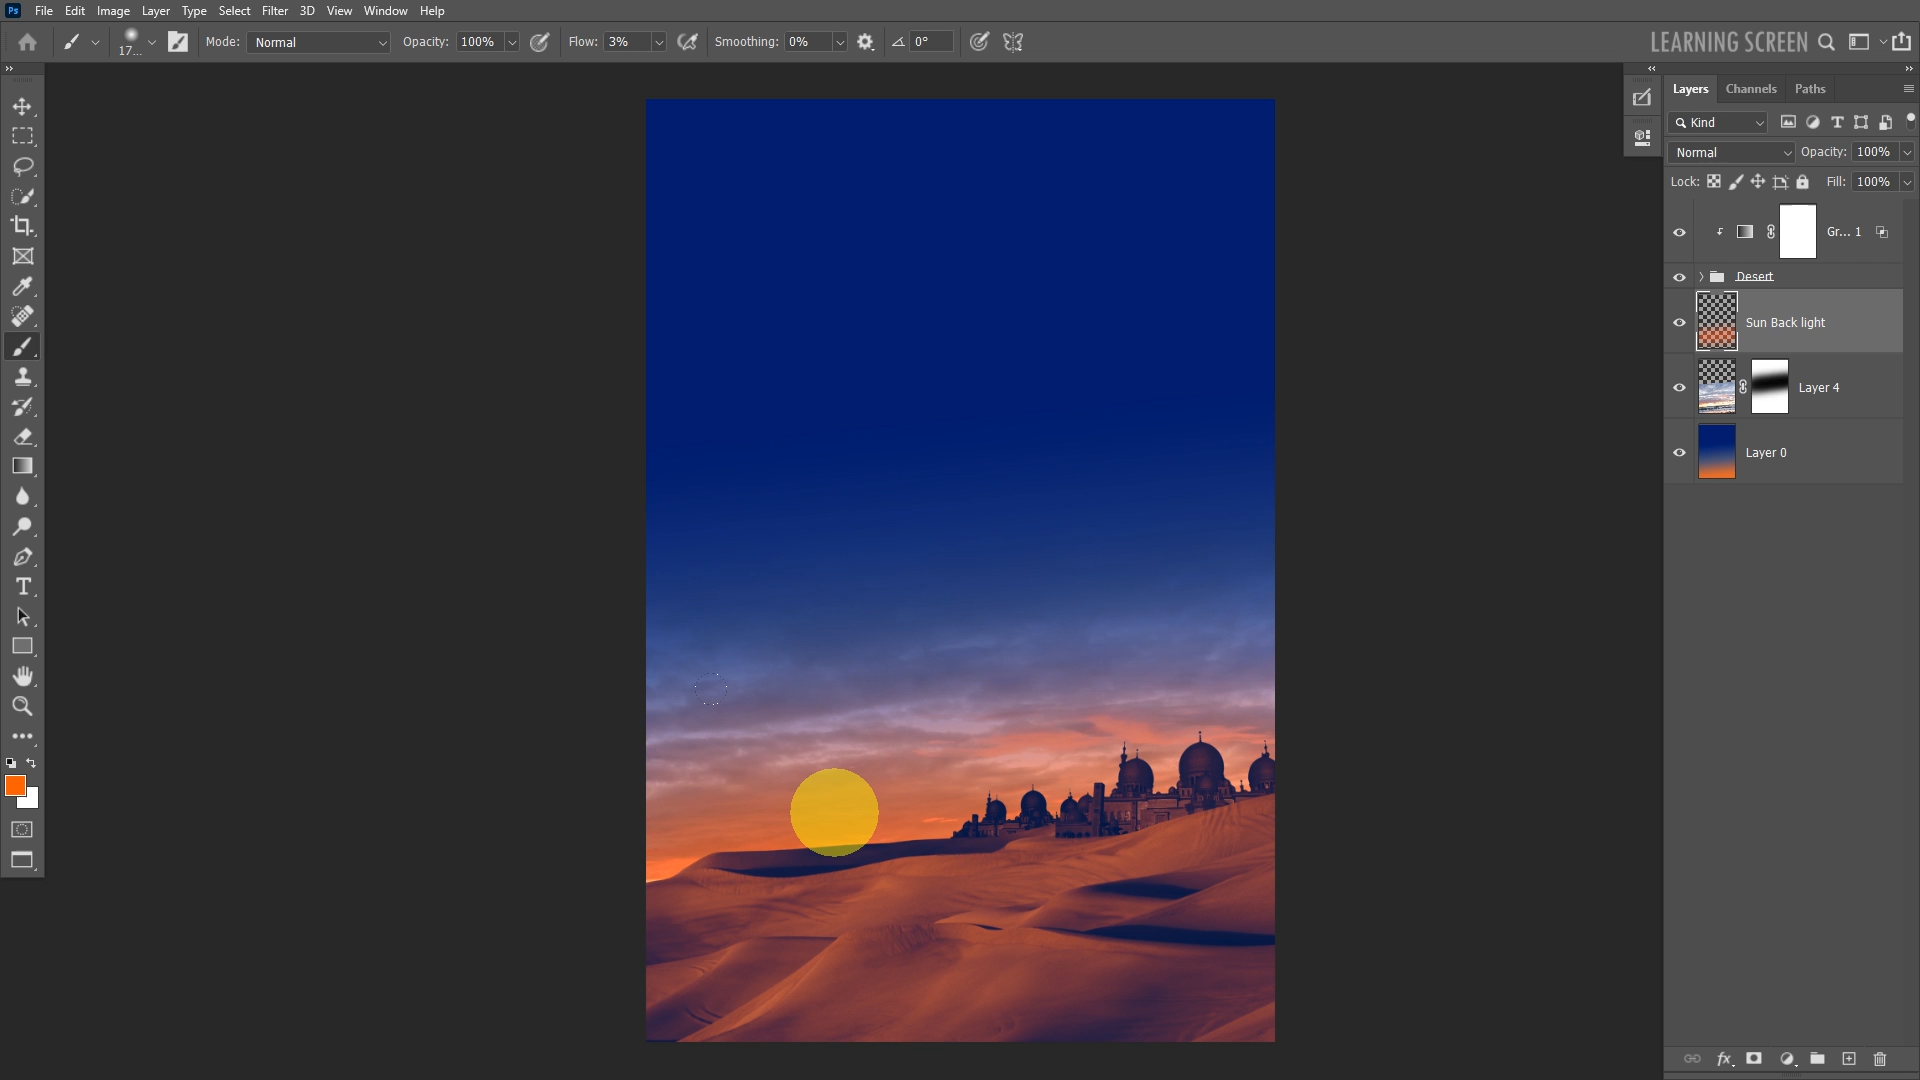 Ps File Edit Image Layer Type Select Filter 3D View Window Help
17... Mode: Normal Opacity: 100% Flow: 3% Smoothing: 0% 0° LEARNING SCREEN
Layers Channels Paths
Kind
Normal Opacity: 100%
Lock: Fill: 100%
Gr... 1
Desert
Sun Back light
Layer 4
Layer 0
fx